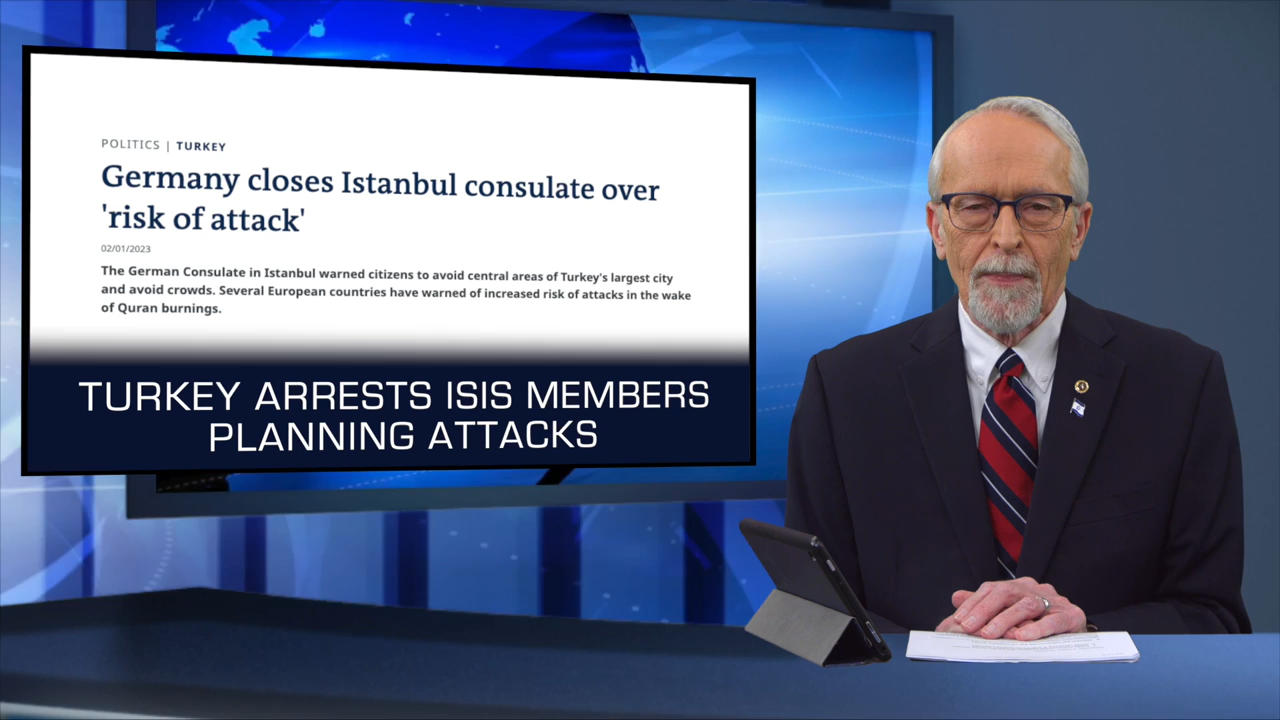 POLITICS | TURKEY
Germany closes Istanbul consulate over
'risk of attack'
02/01/2023
The German Consulate in Istanbul warned citizens to avoid central areas of Turkey's largest city
and avoid crowds. Several European countries have warned of increased risk of attacks in the wake
of Quran burnings.
TURKEY ARRESTS ISIS MEMBERS
PLANNING ATTACKS